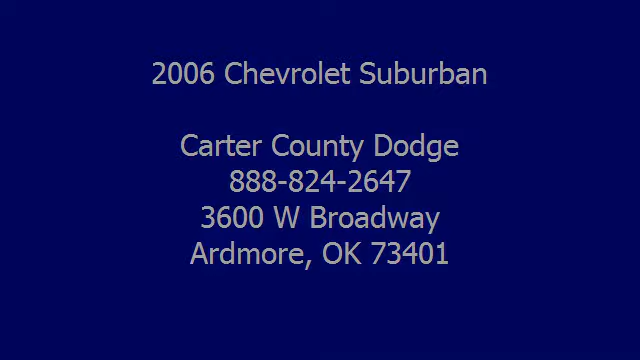 2006 Chevrolet Suburban
Carter County Dodge
888-824-2647
3600 W Broadway
Ardmore, OK 73401